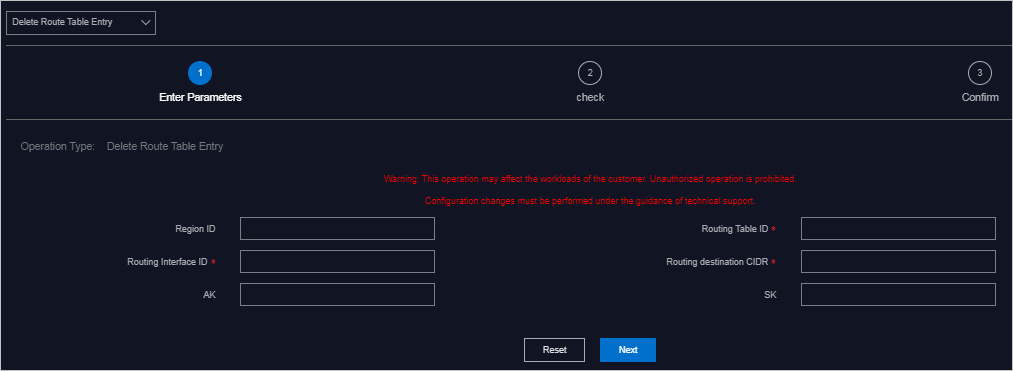 Delete Route Table Entry
1 2 3
Enter Parameters check Confirm
Operation Type: Delete Route Table Entry
Warning: This operation may affect the workloads of the customer. Unauthorized operation is prohibited.
Configuration changes must be performed under the guidance of technical support.
Region ID Routing Table ID *
Routing Interface ID * Routing destination CIDR *
AK SK
Reset Next